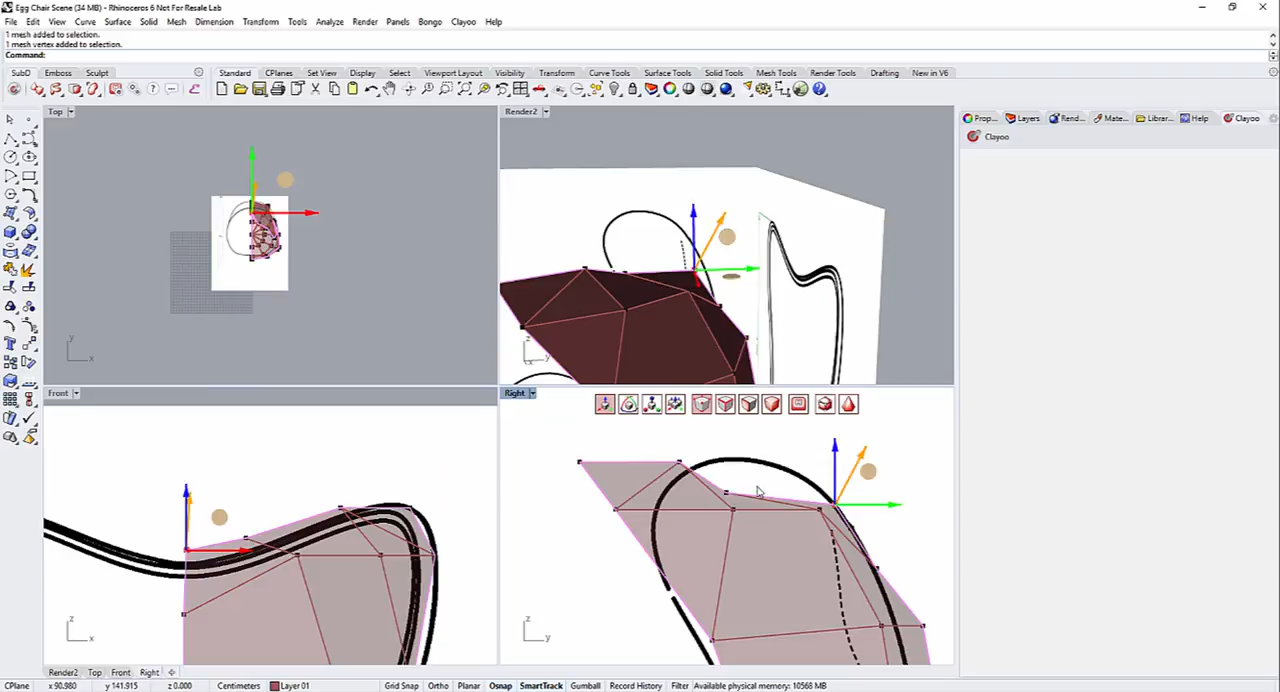 Egg Chair Scene (34 MB) - Rhinoceros 6 Not For Resale Lab
File Edit View Curve Surface Solid Mesh Dimension Transform Tools Analyze Render Panels Bongo Clayoo Help
1 mesh added to selection.
1 mesh vertex added to selection.
Command:
SubD Emboss Sculpt Standard CPlanes Set View Display Select Viewport Layout Visibility Transform Curve Tools Surface Tools Solid Tools Mesh Tools Render Tools Drafting New in V6
Top Render2 Prop... Layers Rend... Mate... Librar... Help Clayoo
Clayoo
y
x
z
y
Front Right
z
x
z
y
Render2 Top Front Right
CPlane x 90.980 y 141.915 z 0.000 Centimeters Layer 01 Grid Snap Ortho Planar Osnap SmartTrack Gumball Record History Filter Available physical memory: 10568 MB